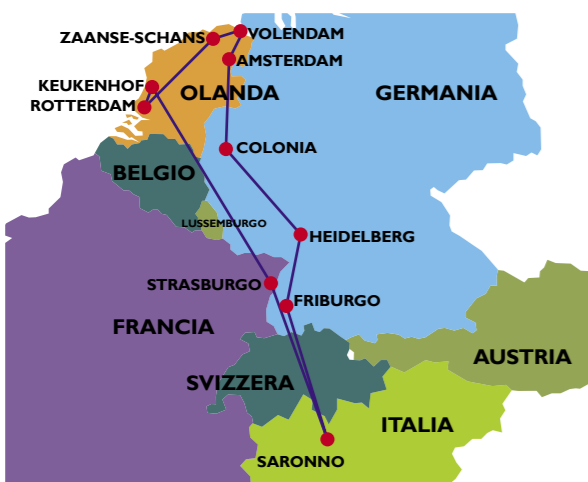 ZAANSE-SCHANS
VOLENDAM
AMSTERDAM
KEUKENHOF
OLANDA
GERMANIA
ROTTERDAM
COLONIA
BELGIO
LUSSEMBURGO
HEIDELBERG
STRASBURGO
FRIBURGO
FRANCIA
AUSTRIA
SVIZZERA
ITALIA
SARONNO